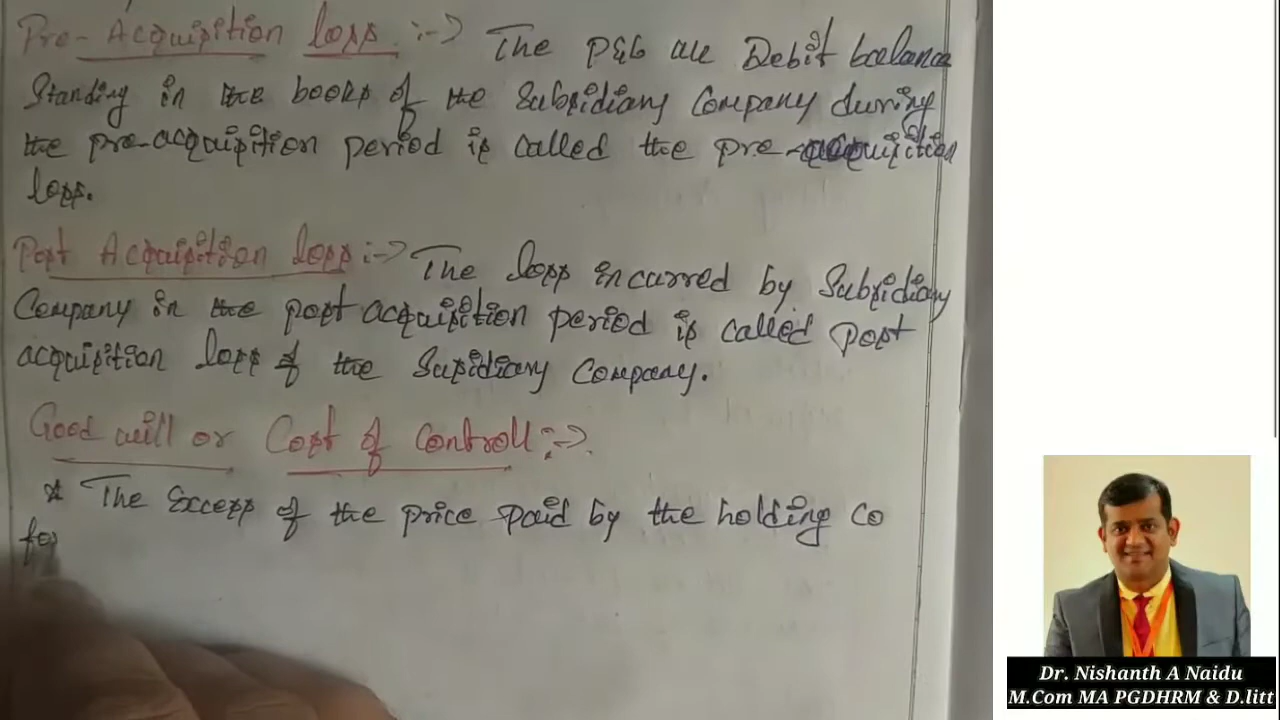 Pre-Acquisition loss :->  The P&L a/c Debit balance
Standing in the books of the Subsidiary Company during
the pre-acquisition period is called the pre-acquisition
loss.
Post Acquisition loss :-> The loss incurred by Subsidiary
Company in the post acquisition period is called post
acquisition loss of the Supidiary Company.
Good will or Cost of Controll :->.
* The Excess of the price paid by the holding Co
for
Dr. Nishanth A Naidu
M.Com MA PGDHRM & D.litt